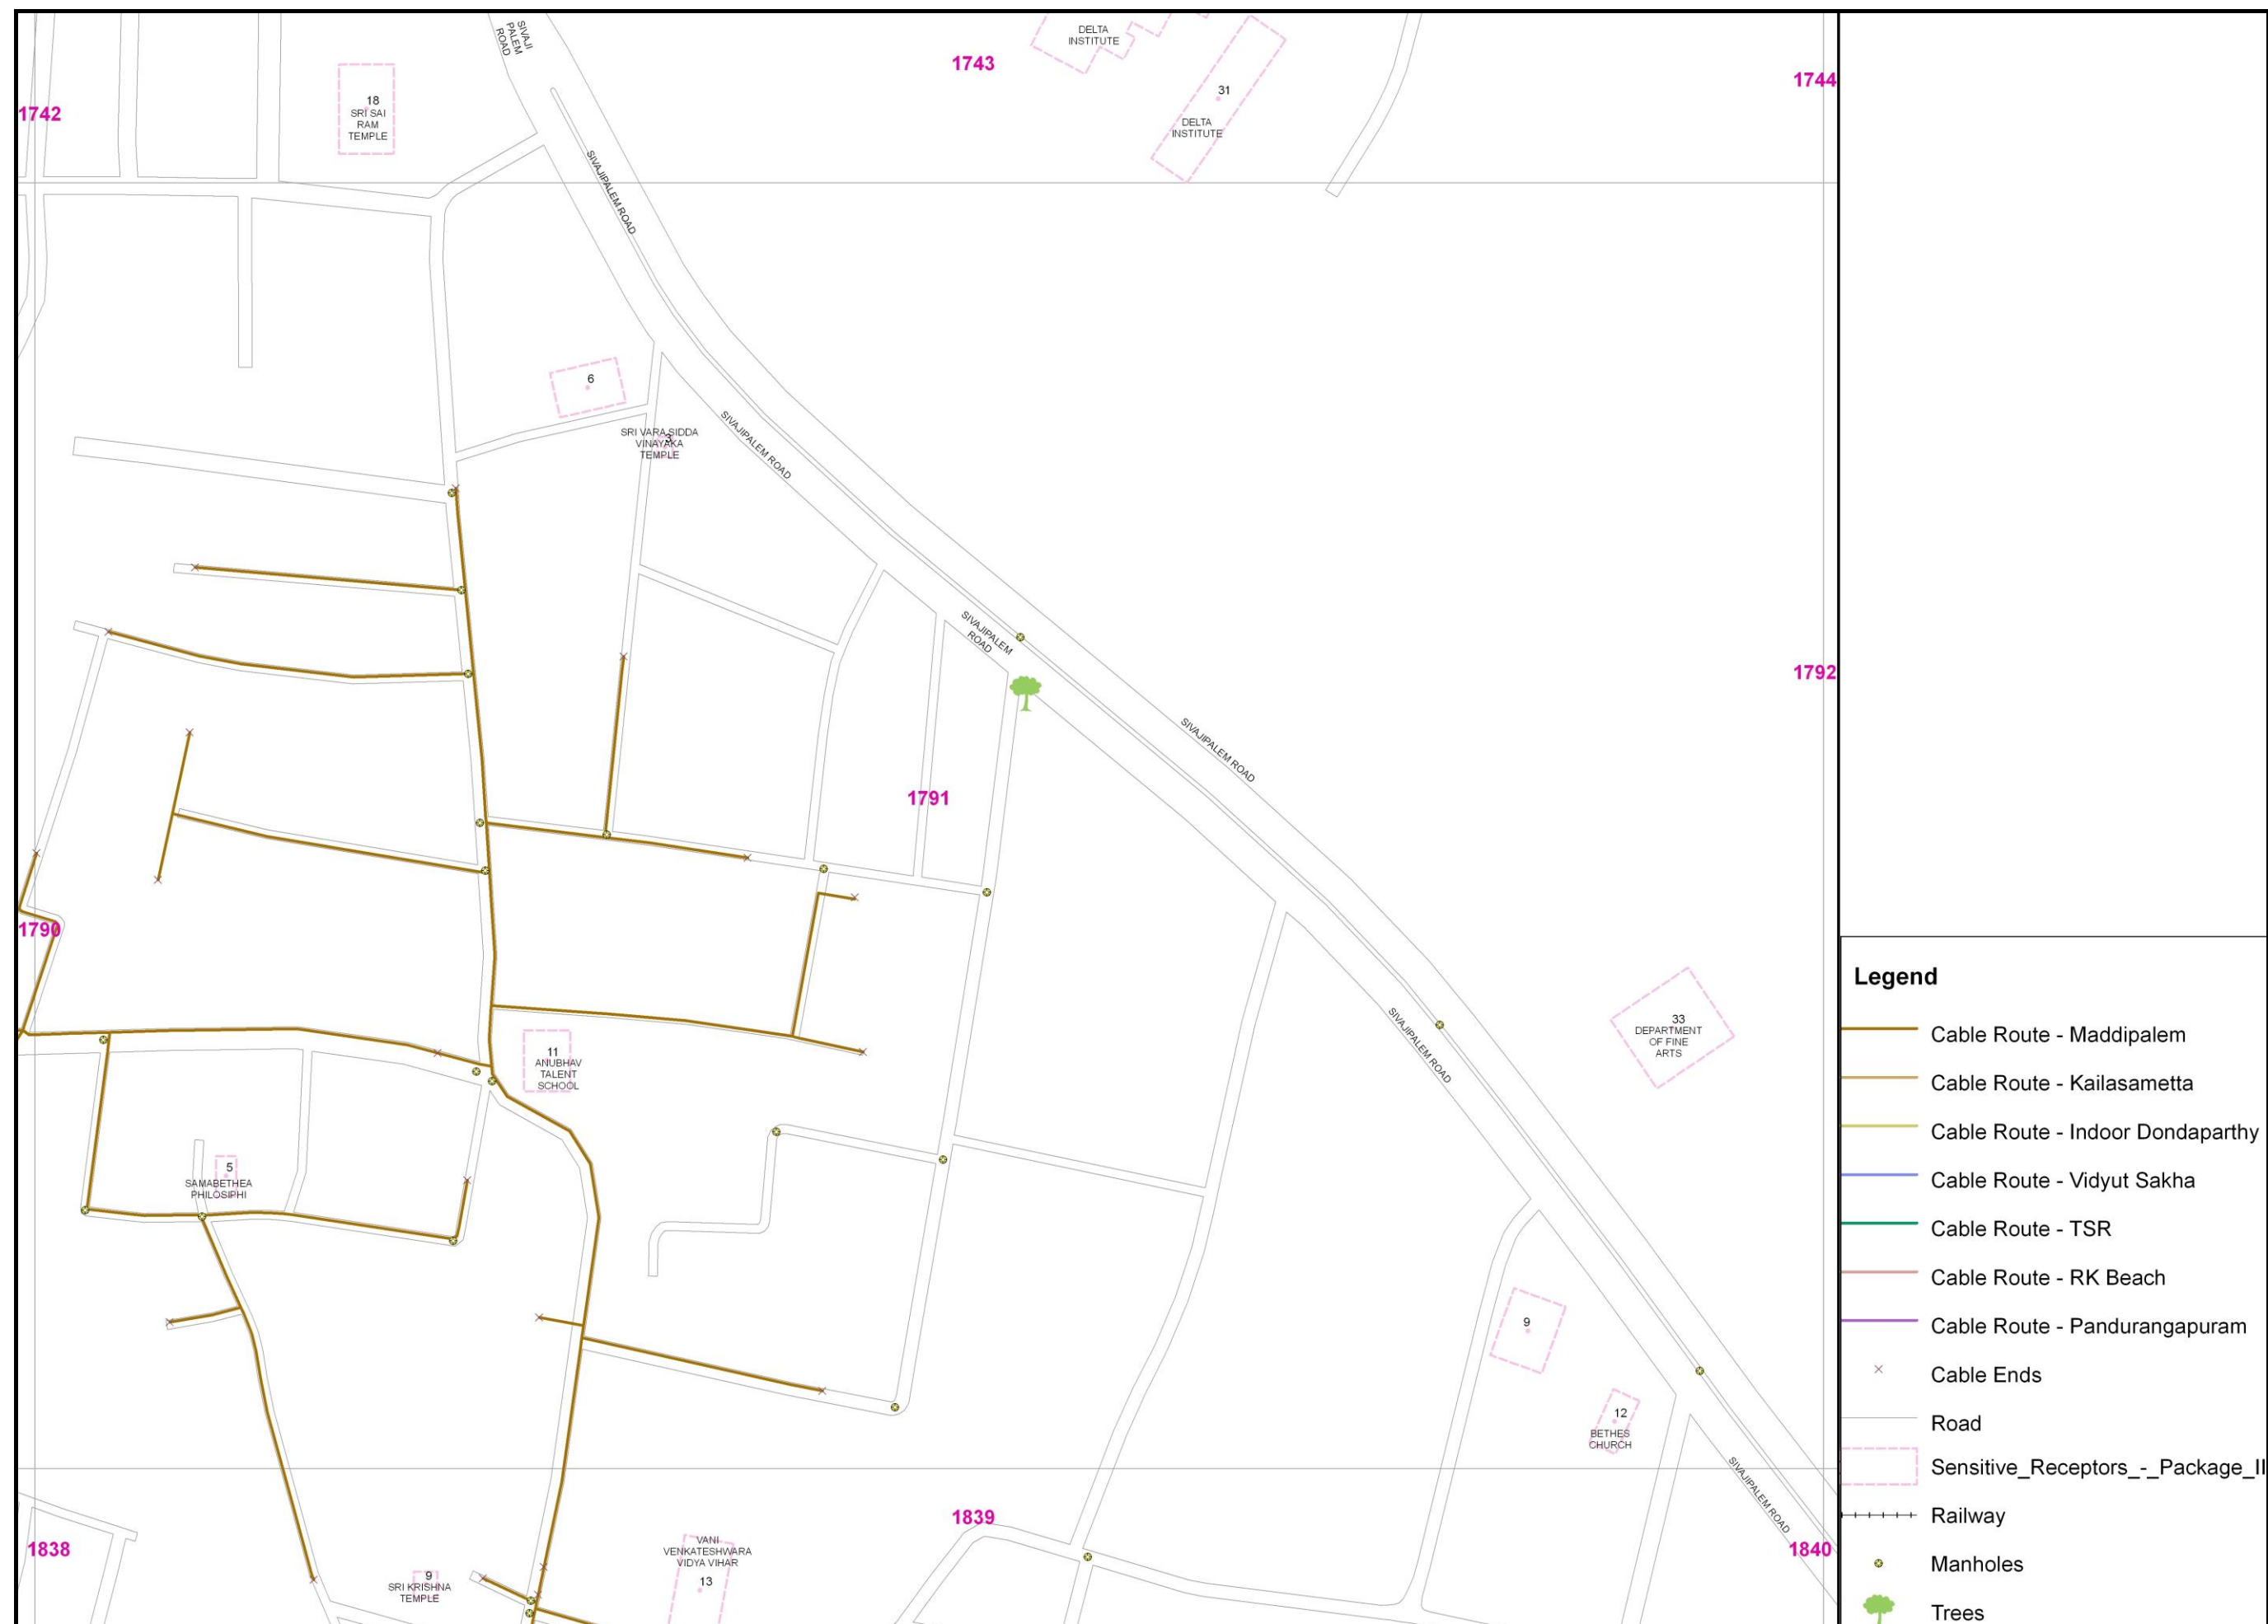 SIVAJI
PALEM
ROAD
DELTA
INSTITUTE
1743
1744
31
18
SRI SAI
RAM
TEMPLE
1742
DELTA
INSTITUTE
SIVAJIPALEM ROAD
6
SRI VARA SIDDA
3
VINAYAKA
TEMPLE
SIVAJIPALEM ROAD
SIVAJIPALEM
ROAD
1792
SIVAJIPALEM ROAD
1791
1790
33
DEPARTMENT
OF FINE
ARTS
SIVAJIPALEM ROAD
11
ANUBHAV
TALENT
SCHOOL
5
SAMABETHEA
PHILOSIPHI
9
12
BETHES
CHURCH
SIVAJIPALEM ROAD
1839
1838
1840
VANI
VENKATESHWARA
VIDYA VIHAR
13
9
SRI KRISHNA
TEMPLE
Legend
Cable Route - Maddipalem
Cable Route - Kailasametta
Cable Route - Indoor Dondaparthy
Cable Route - Vidyut Sakha
Cable Route - TSR
Cable Route - RK Beach
Cable Route - Pandurangapuram
Cable Ends
Road
Sensitive_Receptors_-_Package_II
Railway
Manholes
Trees